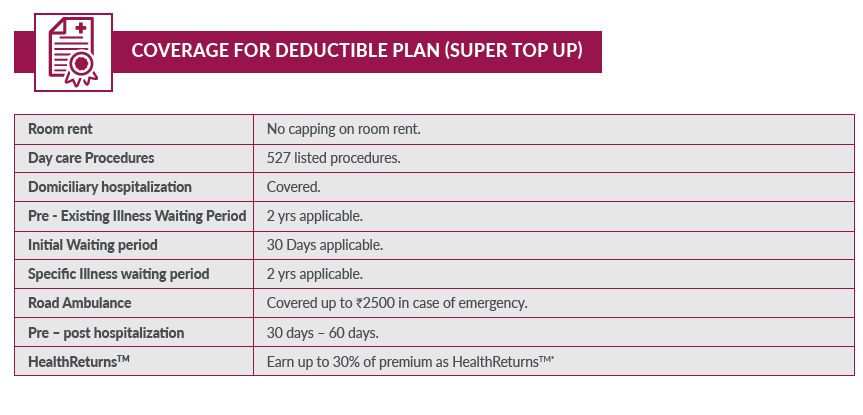 COVERAGE FOR DEDUCTIBLE PLAN (SUPER TOP UP)
Room rent No capping on room rent.
Day care Procedures 527 listed procedures.
Domiciliary hospitalization Covered.
Pre - Existing Illness Waiting Period 2 yrs applicable.
Initial Waiting period 30 Days applicable.
Specific Illness waiting period 2 yrs applicable.
Road Ambulance Covered up to ₹2500 in case of emergency.
Pre – post hospitalization 30 days – 60 days.
HealthReturns™ Earn up to 30% of premium as HealthReturns™*